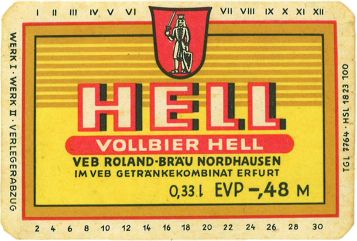 I II III IV V VI VII VIII IX X XI XII
HELL
VOLLBIER HELL
VEB ROLAND-BRÄU NORDHAUSEN
IM VEB GETRÄNKEKOMBINAT ERFURT
0,33 l EVP -,48 M
2 4 6 8 10 12 14 16 18 20 22 24 26 28 30
WERK I · WERK II · VERLEGERABZUG
TGL 7764 · HSL 1823 100